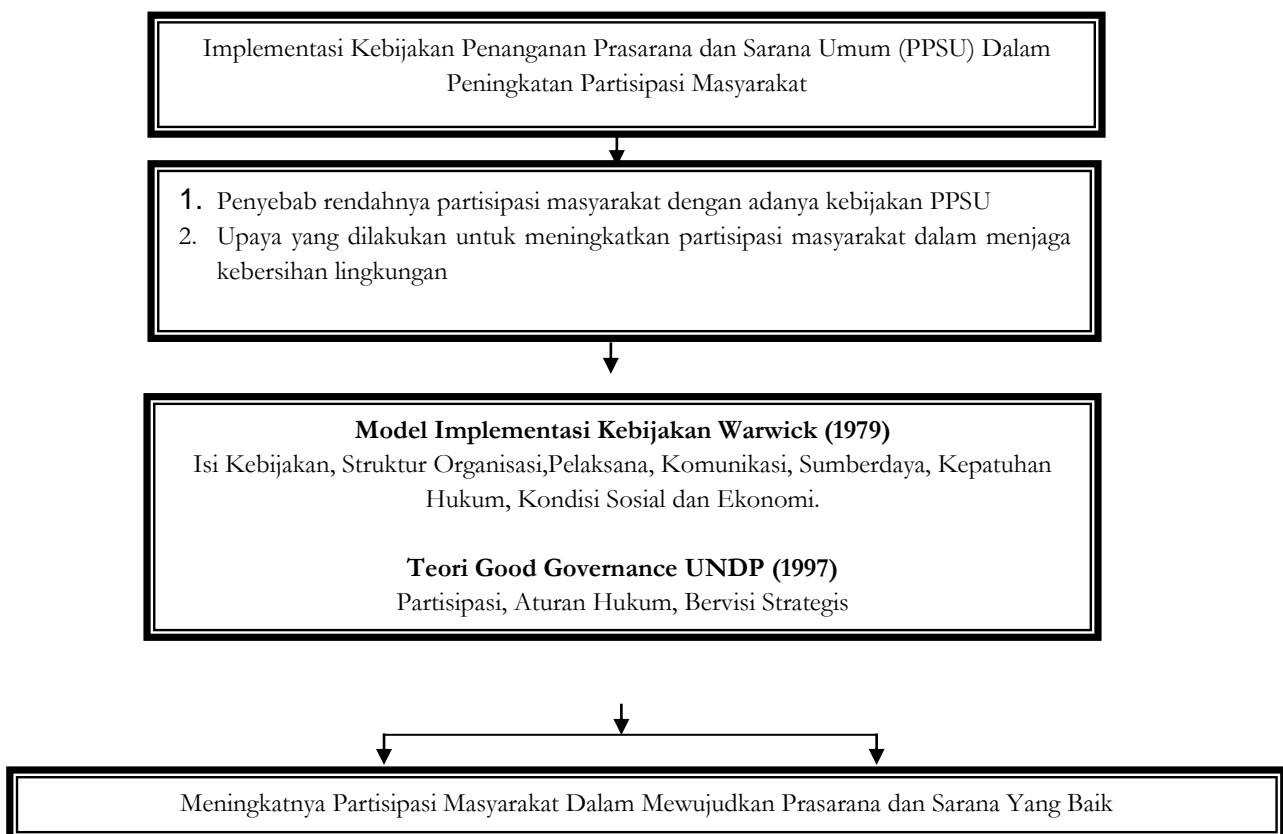 Implementasi Kebijakan Penanganan Prasarana dan Sarana Umum (PPSU) Dalam
Peningkatan Partisipasi Masyarakat
1. Penyebab rendahnya partisipasi masyarakat dengan adanya kebijakan PPSU
2. Upaya yang dilakukan untuk meningkatkan partisipasi masyarakat dalam menjaga
kebersihan lingkungan
Model Implementasi Kebijakan Warwick (1979)
Isi Kebijakan, Struktur Organisasi,Pelaksana, Komunikasi, Sumberdaya, Kepatuhan
Hukum, Kondisi Sosial dan Ekonomi.
Teori Good Governance UNDP (1997)
Partisipasi, Aturan Hukum, Bervisi Strategis
Meningkatnya Partisipasi Masyarakat Dalam Mewujudkan Prasarana dan Sarana Yang Baik